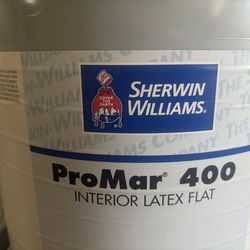 SHERWIN
WILLIAMS®
COVER THE
EARTH
ProMar® 400
INTERIOR LATEX FLAT